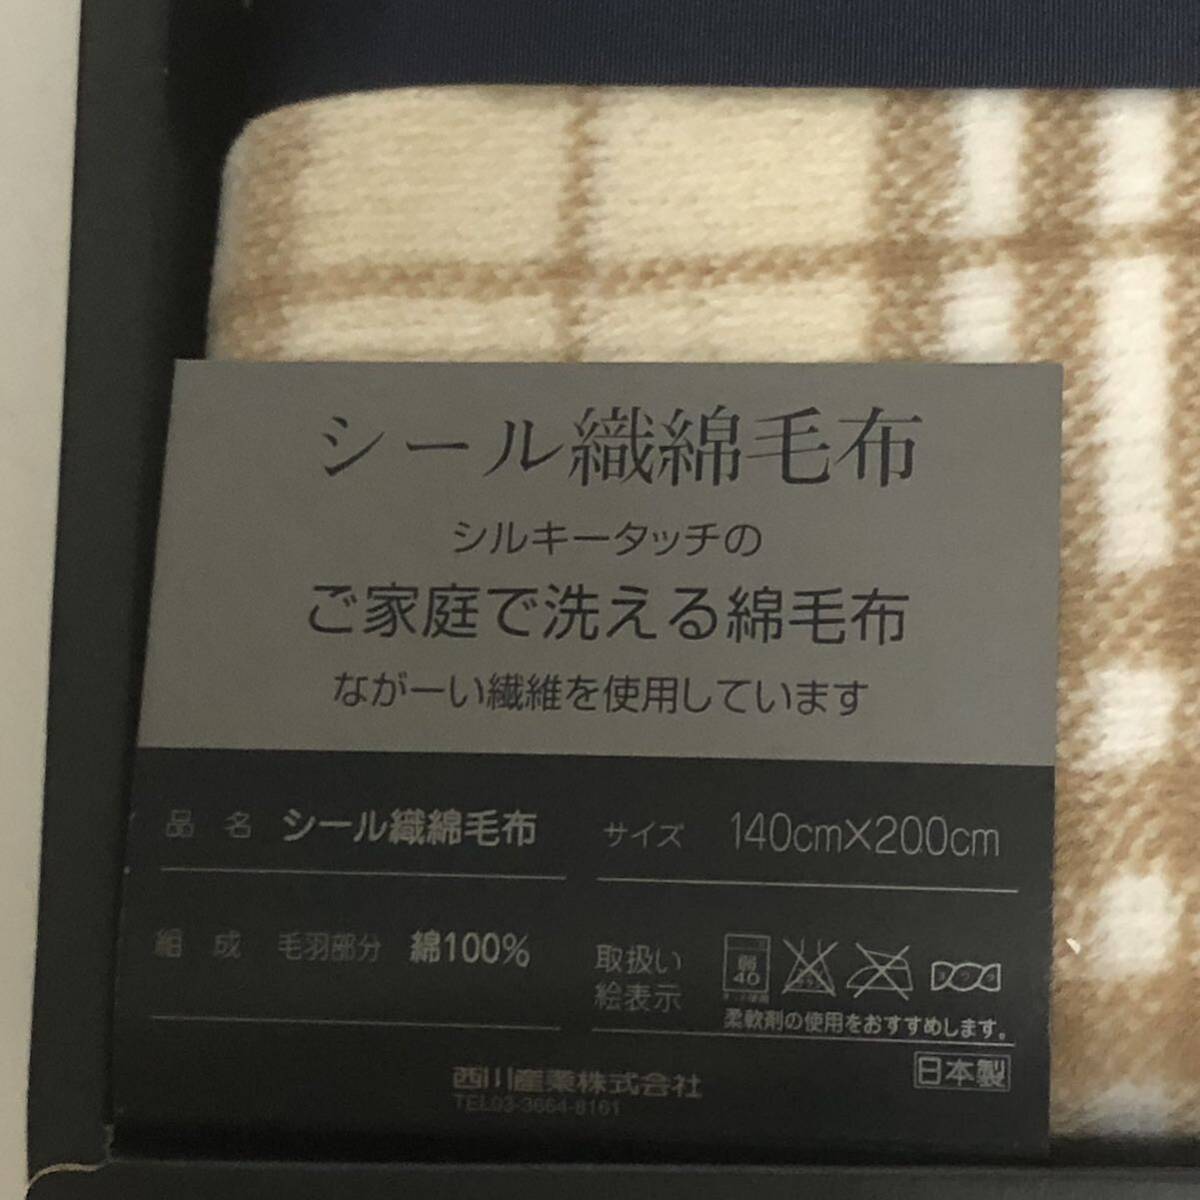 シール織綿毛布
シルキータッチの
ご家庭で洗える綿毛布
ながーい繊維を使用しています
品 名 シール織綿毛布
サイズ 140cm×200cm
組 成 毛羽部分 綿100%
取扱い
絵表示
弱
40
柔軟剤の使用をおすすめします。
日本製
西川産業株式会社
TEL03-3664-8161